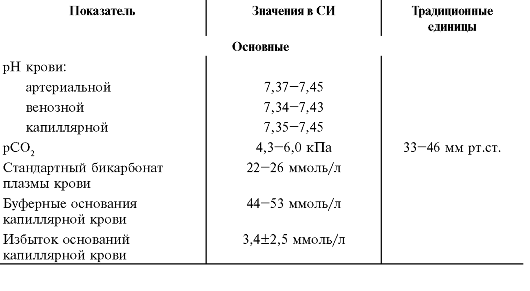 Показатель Значения в СИ Традиционные
единицы
Основные
pH крови:
артериальной 7,37−7,45
венозной 7,34−7,43
капиллярной 7,35−7,45
pCO₂ 4,3−6,0 кПа 33−46 мм рт.ст.
Стандартный бикарбонат 22−26 ммоль/л
плазмы крови
Буферные основания 44−53 ммоль/л
капиллярной крови
Избыток оснований 3,4±2,5 ммоль/л
капиллярной крови